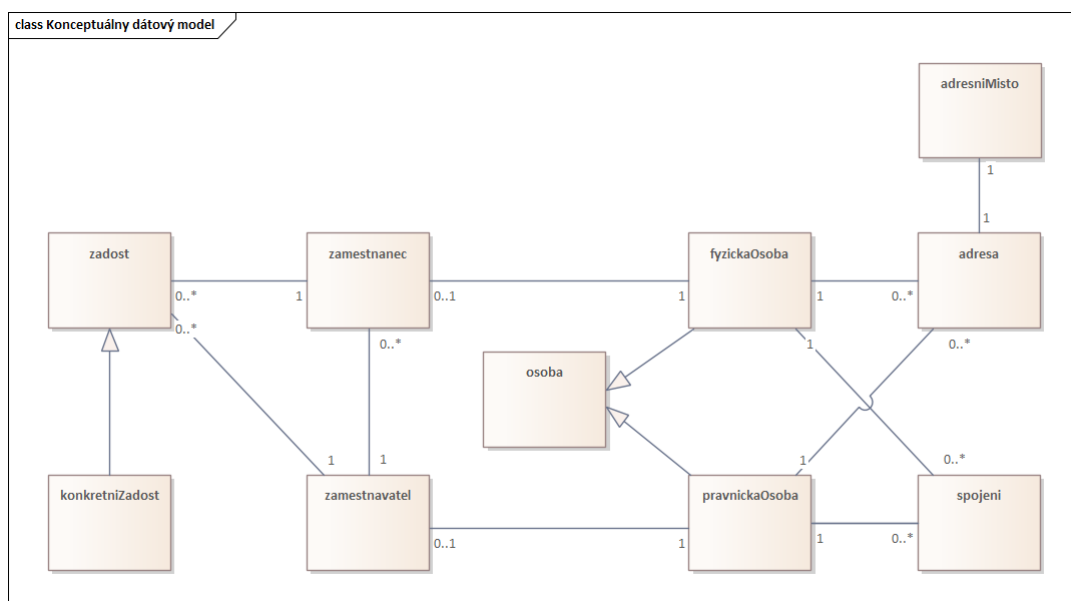 class Konceptuálny dátový model
adresniMisto
1
1
zadost
zamestnanec
fyzickaOsoba
adresa
0..*
1
0..1
1
1
0..*
0..*
0..*
1
0..*
osoba
1
1
1
0..*
konkretniZadost
zamestnavatel
pravnickaOsoba
spojeni
0..1
1
1
0..*